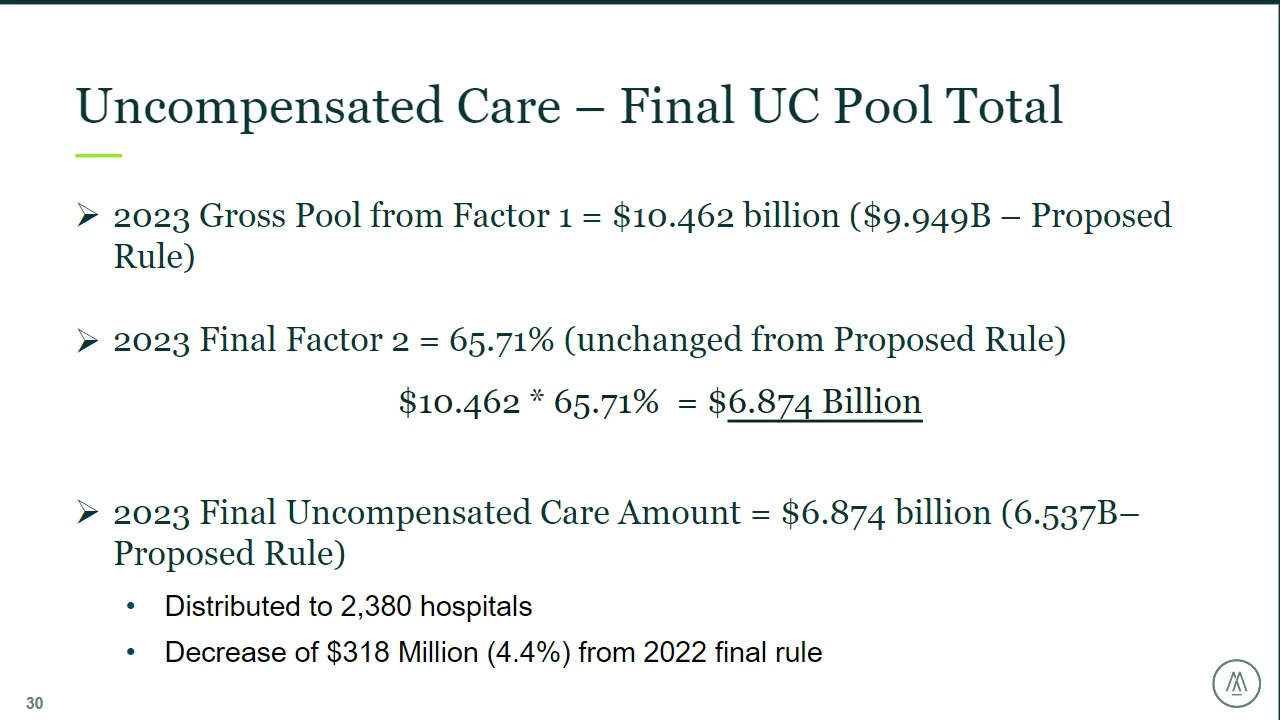 Uncompensated Care – Final UC Pool Total
➢ 2023 Gross Pool from Factor 1 = $10.462 billion ($9.949B – Proposed
Rule)
➢ 2023 Final Factor 2 = 65.71% (unchanged from Proposed Rule)
$10.462 * 65.71%  = $6.874 Billion
➢ 2023 Final Uncompensated Care Amount = $6.874 billion (6.537B–
Proposed Rule)
• Distributed to 2,380 hospitals
• Decrease of $318 Million (4.4%) from 2022 final rule
30